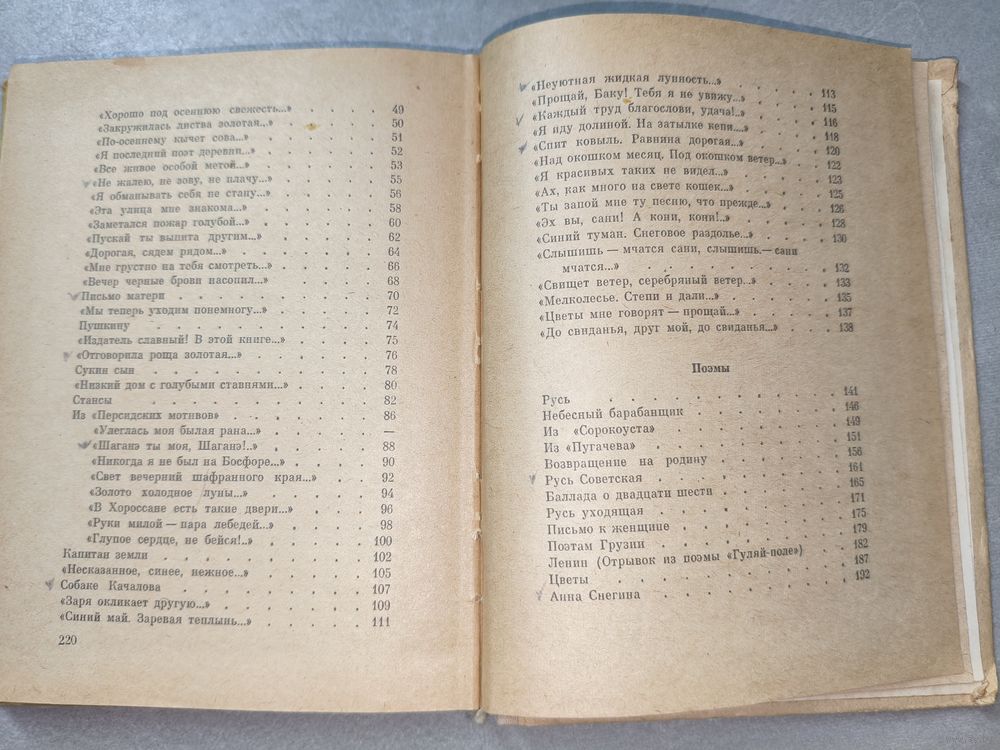 «Хорошо под осеннюю свежесть...» . . . . 49
«Закружилась листва золотая...» . . . . 50
«По-осеннему кычет сова...» . . . . 51
«Я последний поэт деревни...» . . . . 52
«Все живое особой метой...» . . . . 53
«Не жалею, не зову, не плачу...» . . . . 55
«Я обманывать себя не стану...» . . . . 56
«Эта улица мне знакома...» . . . . 58
«Заметался пожар голубой...» . . . . 60
«Пускай ты выпита другим...» . . . . 62
«Дорогая, сядем рядом...» . . . . 64
«Мне грустно на тебя смотреть...» . . . . 66
«Вечер черные брови насопил...» . . . . 68
Письмо матери . . . . 70
«Мы теперь уходим понемногу...» . . . . 72
Пушкину . . . . 74
«Издатель славный! В этой книге...» . . . . 75
«Отговорила роща золотая...» . . . . 76
Сукин сын . . . . 78
«Низкий дом с голубыми ставнями...» . . . . 80
Стансы . . . . 82
Из «Персидских мотивов» . . . . 86
«Улеглась моя былая рана...» . . . . —
«Шаганэ ты моя, Шаганэ!..» . . . . 88
«Никогда я не был на Босфоре...» . . . . 90
«Свет вечерний шафранного края...» . . . . 92
«Золото холодное луны...» . . . . 94
«В Хороссане есть такие двери...» . . . . 96
«Руки милой — пара лебедей...» . . . . 98
«Глупое сердце, не бейся!..» . . . . 100
Капитан земли . . . . 102
«Несказанное, синее, нежное...» . . . . 105
Собаке Качалова . . . . 107
«Заря окликает другую...» . . . . 109
«Синий май. Заревая теплынь...» . . . . 111
220
«Неуютная жидкая лунность...» . . . . 113
«Прощай, Баку! Тебя я не увижу...» . . . . 115
«Каждый труд благослови, удача!..» . . . . 116
«Я иду долиной. На затылке кепи...» . . . . 118
«Спит ковыль. Равнина дорогая...» . . . . 120
«Над окошком месяц. Под окошком ветер...» . . . . 122
«Я красивых таких не видел...» . . . . 123
«Ах, как много на свете кошек...» . . . . 125
«Ты запой мне ту песню, что прежде...» . . . . 126
«Эх вы, сани! А кони, кони!..» . . . . 128
«Синий туман. Снеговое раздолье...» . . . . 130
«Слышишь — мчатся сани, слышишь — сани
мчатся...» . . . . 132
«Свищет ветер, серебряный ветер...» . . . . 133
«Мелколесье. Степи и дали...» . . . . 135
«Цветы мне говорят — прощай...» . . . . 137
«До свиданья, друг мой, до свиданья...» . . . . 138
Поэмы
Русь . . . . 141
Небесный барабанщик . . . . 146
Из «Сорокоуста» . . . . 149
Из «Пугачева» . . . . 151
Возвращение на родину . . . . 156
Русь Советская . . . . 161
Баллада о двадцати шести . . . . 165
Русь уходящая . . . . 171
Письмо к женщине . . . . 175
Поэтам Грузии . . . . 179
Ленин (Отрывок из поэмы «Гуляй-поле») . . . . 182
Цветы . . . . 187
Анна Снегина . . . . 192